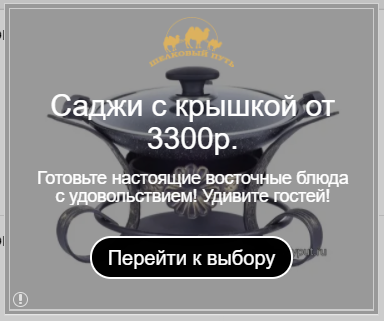 ШЕЛКОВЫЙ ПУТЬ
Саджи с крышкой от
3300р.
Готовьте настоящие восточные блюда
с удовольствием! Удивите гостей!
Перейти к выбору